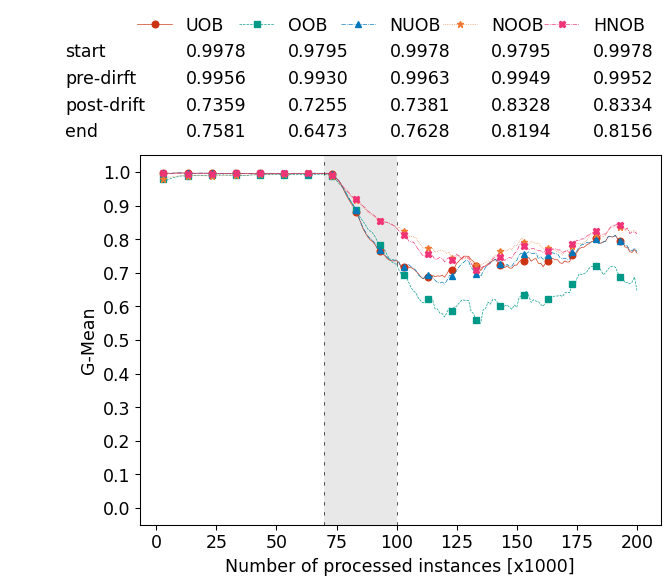 UOB OOB NUOB NOOB HNOB
start 0.9978 0.9795 0.9978 0.9795 0.9978
pre-dirft 0.9956 0.9930 0.9963 0.9949 0.9952
post-drift 0.7359 0.7255 0.7381 0.8328 0.8334
end 0.7581 0.6473 0.7628 0.8194 0.8156
1.0
0.9
0.8
0.7
0.6
0.5
0.4
0.3
0.2
0.1
0.0
G-Mean
0 25 50 75 100 125 150 175 200
Number of processed instances [x1000]